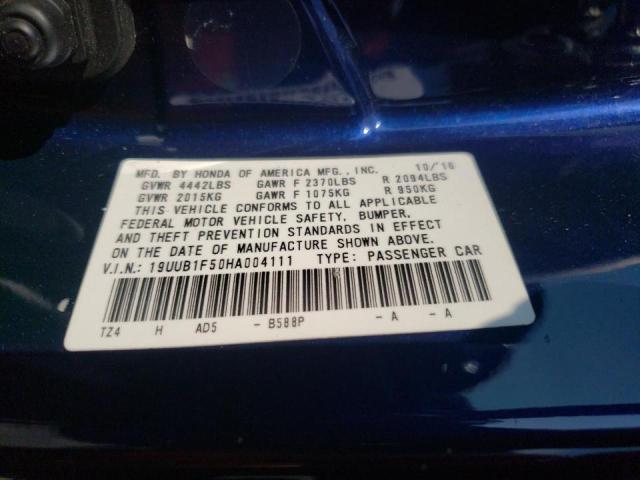 MFD. BY HONDA OF AMERICA MFG., INC. 10/'16
GVWR 4442LBS GAWR F 2370LBS R 2094LBS
GVWR 2015KG GAWR F 1075KG R 950KG
THIS VEHICLE CONFORMS TO ALL APPLICABLE
FEDERAL MOTOR VEHICLE SAFETY, BUMPER,
AND THEFT PREVENTION STANDARDS IN EFFECT
ON THE DATE OF MANUFACTURE SHOWN ABOVE.
V.I.N.: 19UUB1F50HA004111 TYPE: PASSENGER CAR
TZ4 H AD5 - B588P - A - A